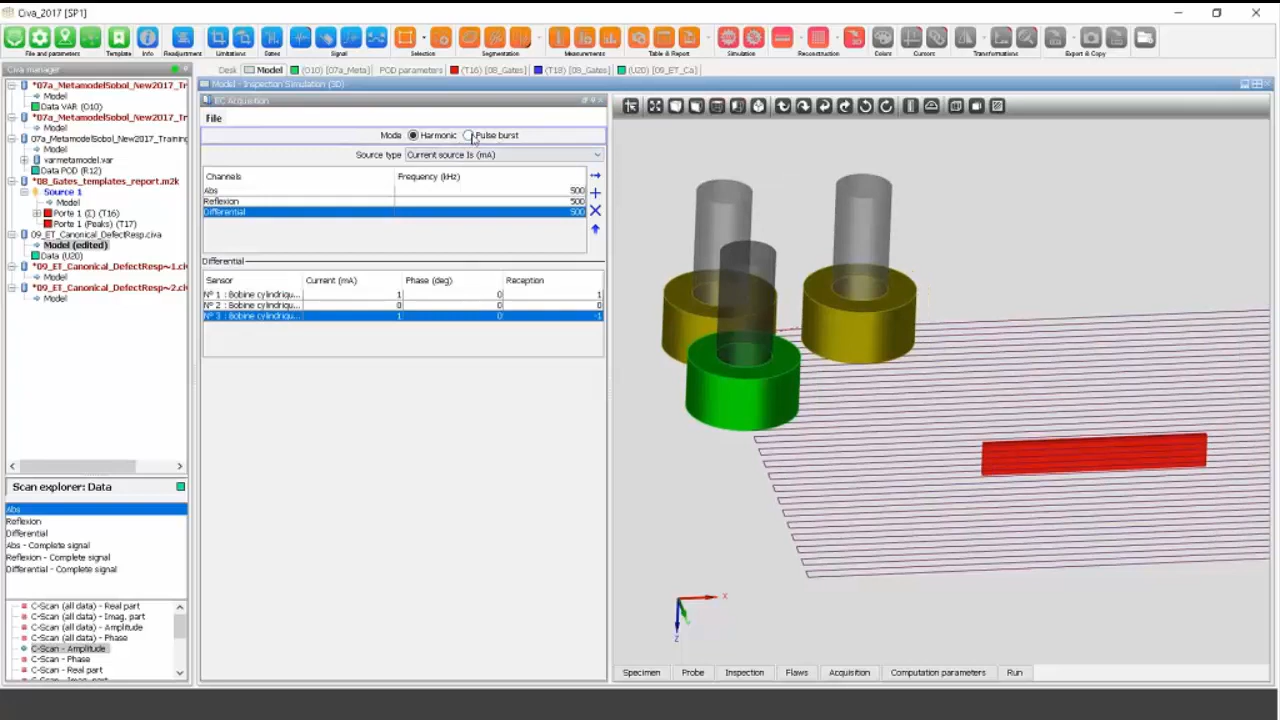 Civa_2017 [SP1]
File and parameters
Template
Info
Readjustment
Limitations
Gates
Signal
Selection
Segmentation
Measurements
Table & Report
Simulation
Reconstruction
Colors
Cursors
Transformations
Export & Copy
Civa manager
Desk
Model
(O10) [07a_Meta]
POD parameters
(T16) [08_Gates]
(T18) [08_Gates]
(U20) [09_ET_Ca]
*07a_MetamodelSobol_New2017_Tr
Model
Data VAR (O10)
*07a_MetamodelSobol_New2017_Tr
Model
07a_MetamodelSobol_New2017_Training
varmetamodel.var
Data POD (R12)
*08_Gates_templates_report.m2k
Source 1
Model
Porte 1 (Σ) (T16)
Porte 1 (Peaks) (T17)
09_ET_Canonical_DefectResp.civa
Model (edited)
Data (U20)
*09_ET_Canonical_DefectResp~1.ci
Model
*09_ET_Canonical_DefectResp~2.civ
Model
Scan explorer: Data
Abs
Reflexion
Differential
Abs - Complete signal
Reflexion - Complete signal
Differential - Complete signal
C-Scan (all data) - Real part
C-Scan (all data) - Imag. part
C-Scan (all data) - Amplitude
C-Scan (all data) - Phase
C-Scan - Amplitude
C-Scan - Phase
C-Scan - Real part
C-Scan - Imag. part
Model - Inspection Simulation (3D)
EC Acquisition
File
Mode Harmonic Pulse burst
Source type Current source Is (mA)
Channels Frequency (kHz)
Abs 500
Reflexion 500
Differential 500
Differential
Sensor Current (mA) Phase (deg) Reception
N° 1 : Bobine cylindriqu... 1 0 1
N° 2 : Bobine cylindriqu... 0 0 0
N° 3 : Bobine cylindriqu... 1 0 -1
X
Y
Z
Specimen
Probe
Inspection
Flaws
Acquisition
Computation parameters
Run